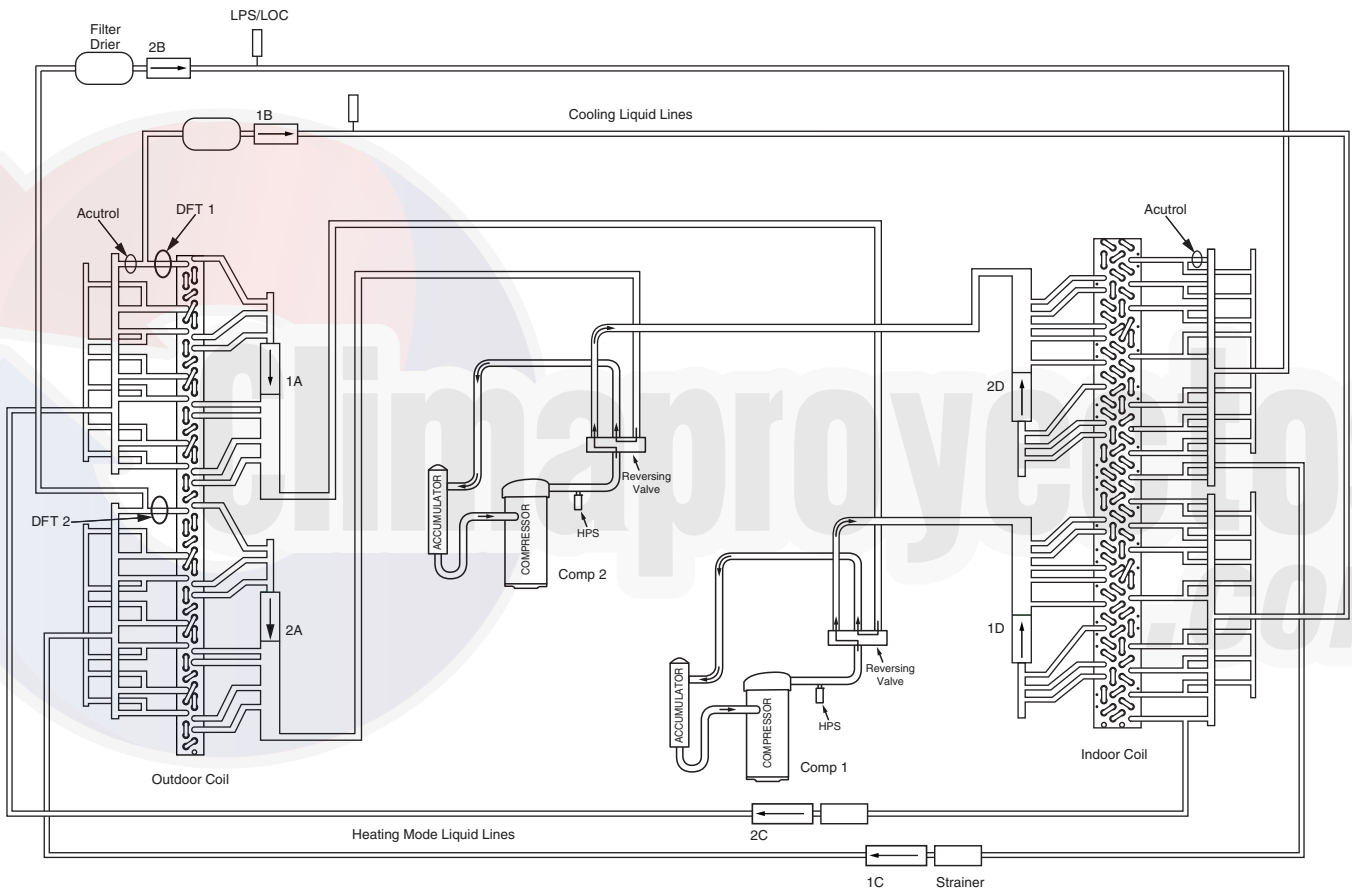 LPS/LOC
Filter
Drier
2B
1B
Cooling Liquid Lines
Acutrol
DFT 1
Acutrol
1A
2D
ACCUMULATOR
COMPRESSOR
Reversing
Valve
HPS
Comp 2
DFT 2
2A
1D
ACCUMULATOR
COMPRESSOR
Reversing
Valve
HPS
Comp 1
Outdoor Coil
Indoor Coil
Heating Mode Liquid Lines
2C
1C
Strainer
Climaproyecto
.co